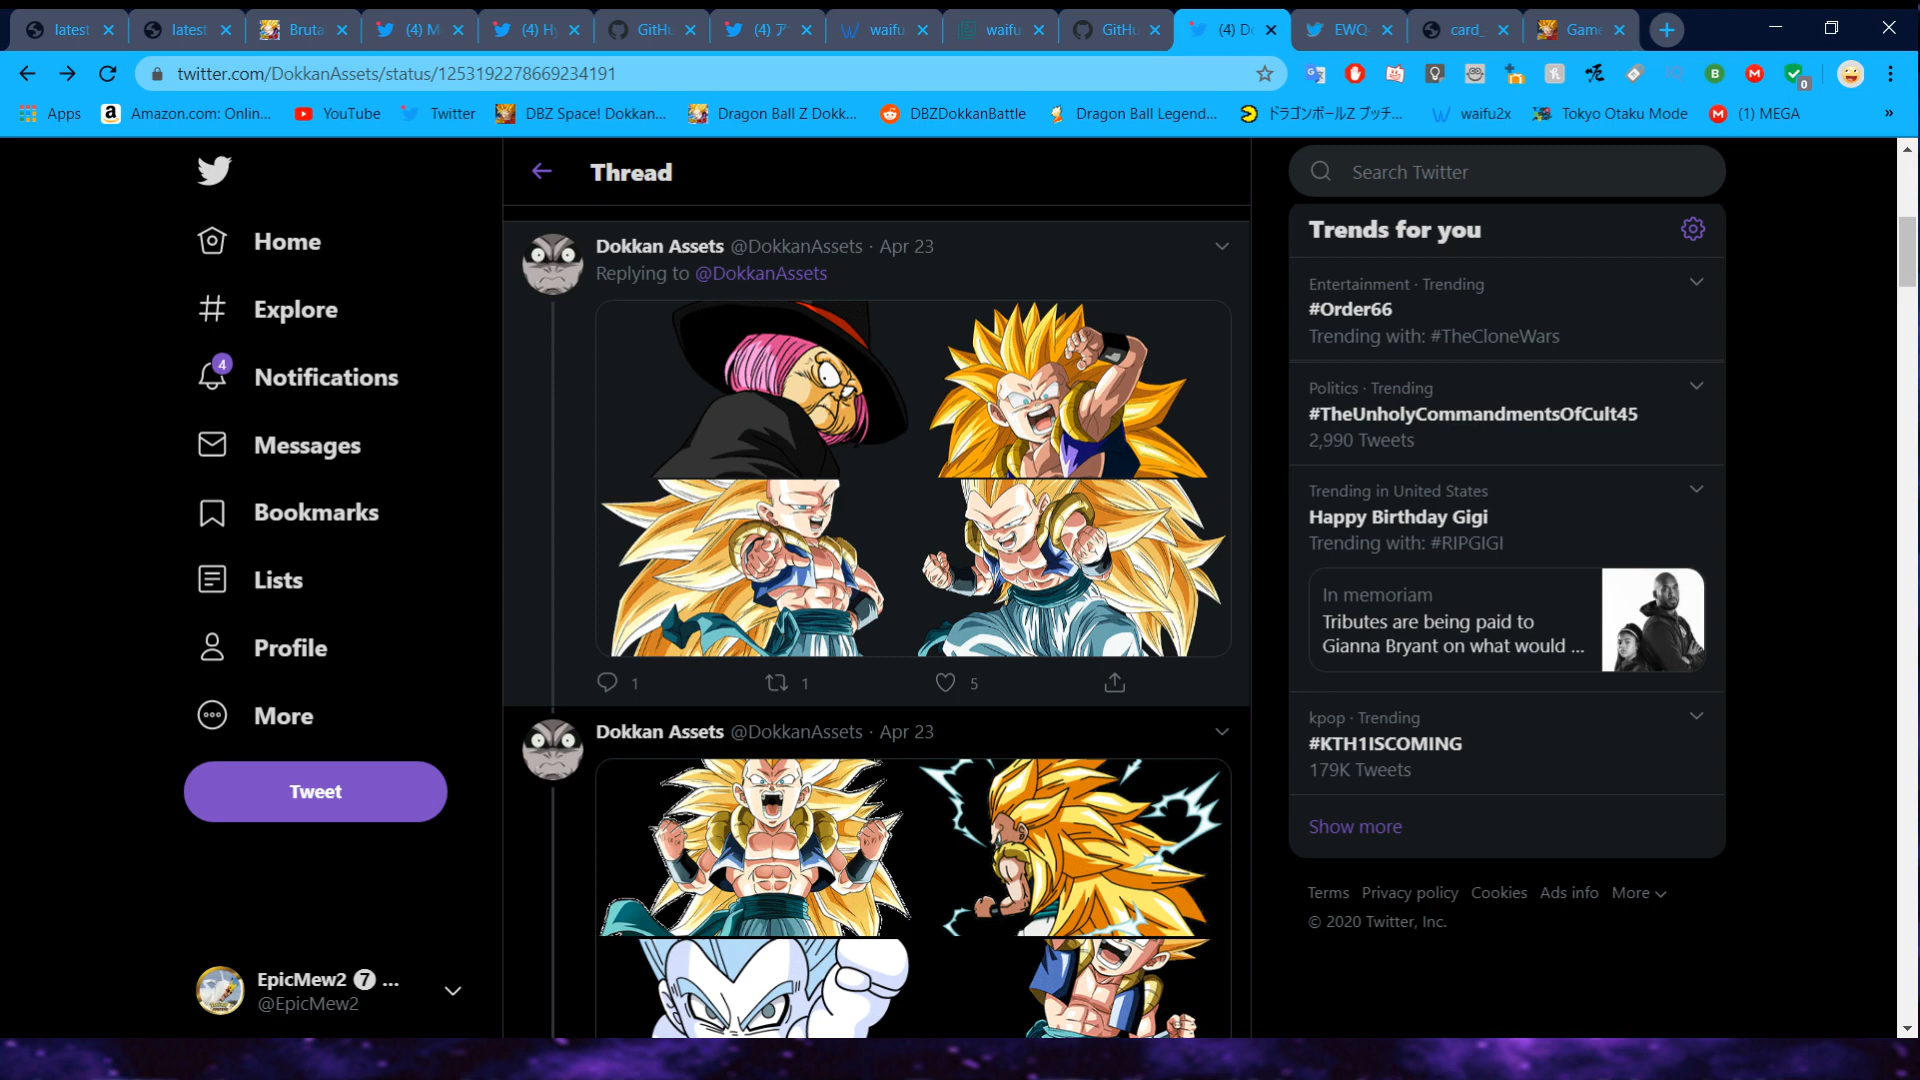 latest
latest
Bruta
(4) M
(4) Hy
GitHu
(4) ア
waifu
waifu
GitHu
(4) Do
EWQ
card_
Game
twitter.com/DokkanAssets/status/1253192278669234191
0
Apps
Amazon.com: Onlin...
YouTube
Twitter
DBZ Space! Dokkan...
Dragon Ball Z Dokk...
DBZDokkanBattle
Dragon Ball Legend...
ドラゴンボールZ ブッチ...
waifu2x
Tokyo Otaku Mode
(1) MEGA
»
Home
Explore
4
Notifications
Messages
Bookmarks
Lists
Profile
More
Tweet
EpicMew2 7 ...
@EpicMew2
Thread
Dokkan Assets @DokkanAssets · Apr 23
Replying to @DokkanAssets
1 1 5
Dokkan Assets @DokkanAssets · Apr 23
Search Twitter
Trends for you
Entertainment · Trending
#Order66
Trending with: #TheCloneWars
Politics · Trending
#TheUnholyCommandmentsOfCult45
2,990 Tweets
Trending in United States
Happy Birthday Gigi
Trending with: #RIPGIGI
In memoriam
Tributes are being paid to
Gianna Bryant on what would ...
kpop · Trending
#KTH1ISCOMING
179K Tweets
Show more
Terms Privacy policy Cookies Ads info More
© 2020 Twitter, Inc.